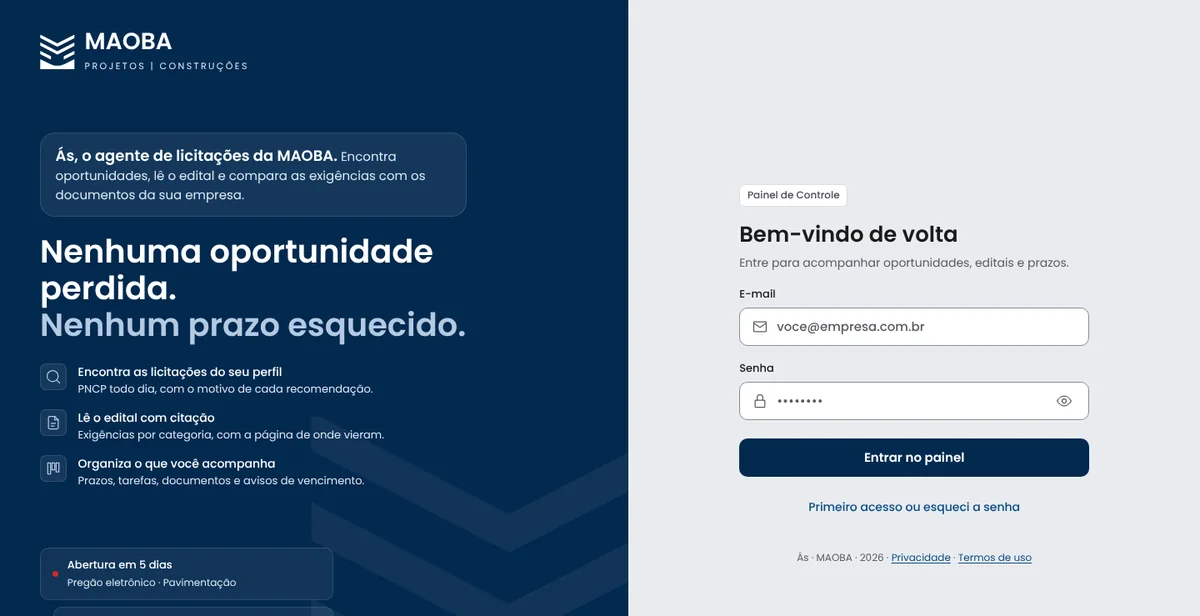 MAOBA
PROJETOS | CONSTRUÇÕES
Ás, o agente de licitações da MAOBA. Encontra
oportunidades, lê o edital e compara as exigências com os
documentos da sua empresa.
Nenhuma oportunidade
perdida.
Nenhum prazo esquecido.
Encontra as licitações do seu perfil
PNCP todo dia, com o motivo de cada recomendação.
Lê o edital com citação
Exigências por categoria, com a página de onde vieram.
Organiza o que você acompanha
Prazos, tarefas, documentos e avisos de vencimento.
Abertura em 5 dias
Pregão eletrônico · Pavimentação
Painel de Controle
Bem-vindo de volta
Entre para acompanhar oportunidades, editais e prazos.
E-mail
voce@empresa.com.br
Senha
••••••••
Entrar no painel
Primeiro acesso ou esqueci a senha
Ás · MAOBA · 2026 · Privacidade · Termos de uso